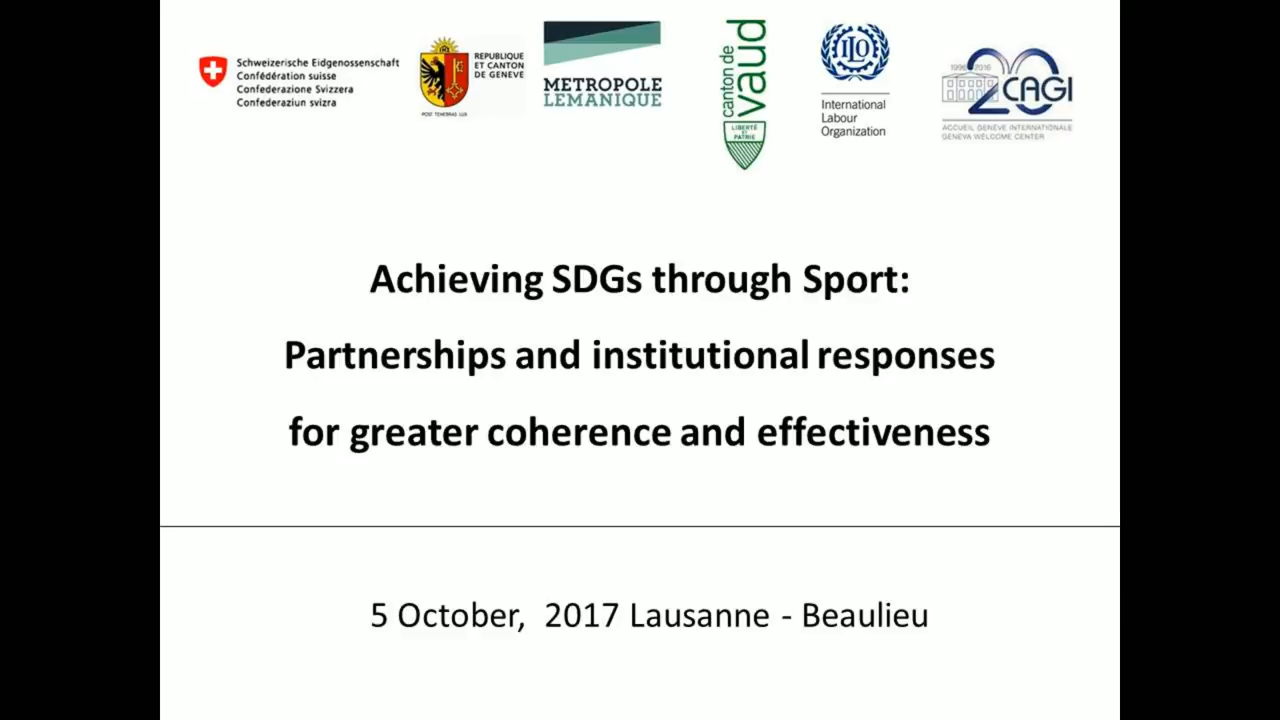 Schweizerische Eidgenossenschaft
Confédération suisse
Confederazione Svizzera
Confederaziun svizra
REPUBLIQUE
ET CANTON
DE GENEVE
POST TENEBRAS LUX
METROPOLE
LEMANIQUE
canton de
vaud
LIBERTÉ
ET
PATRIE
ILO
International
Labour
Organization
1996 2016
20
CAGI
ACCUEIL GENEVE INTERNATIONALE
GENEVA WELCOME CENTER
Achieving SDGs through Sport:
Partnerships and institutional responses
for greater coherence and effectiveness
5 October, 2017 Lausanne - Beaulieu